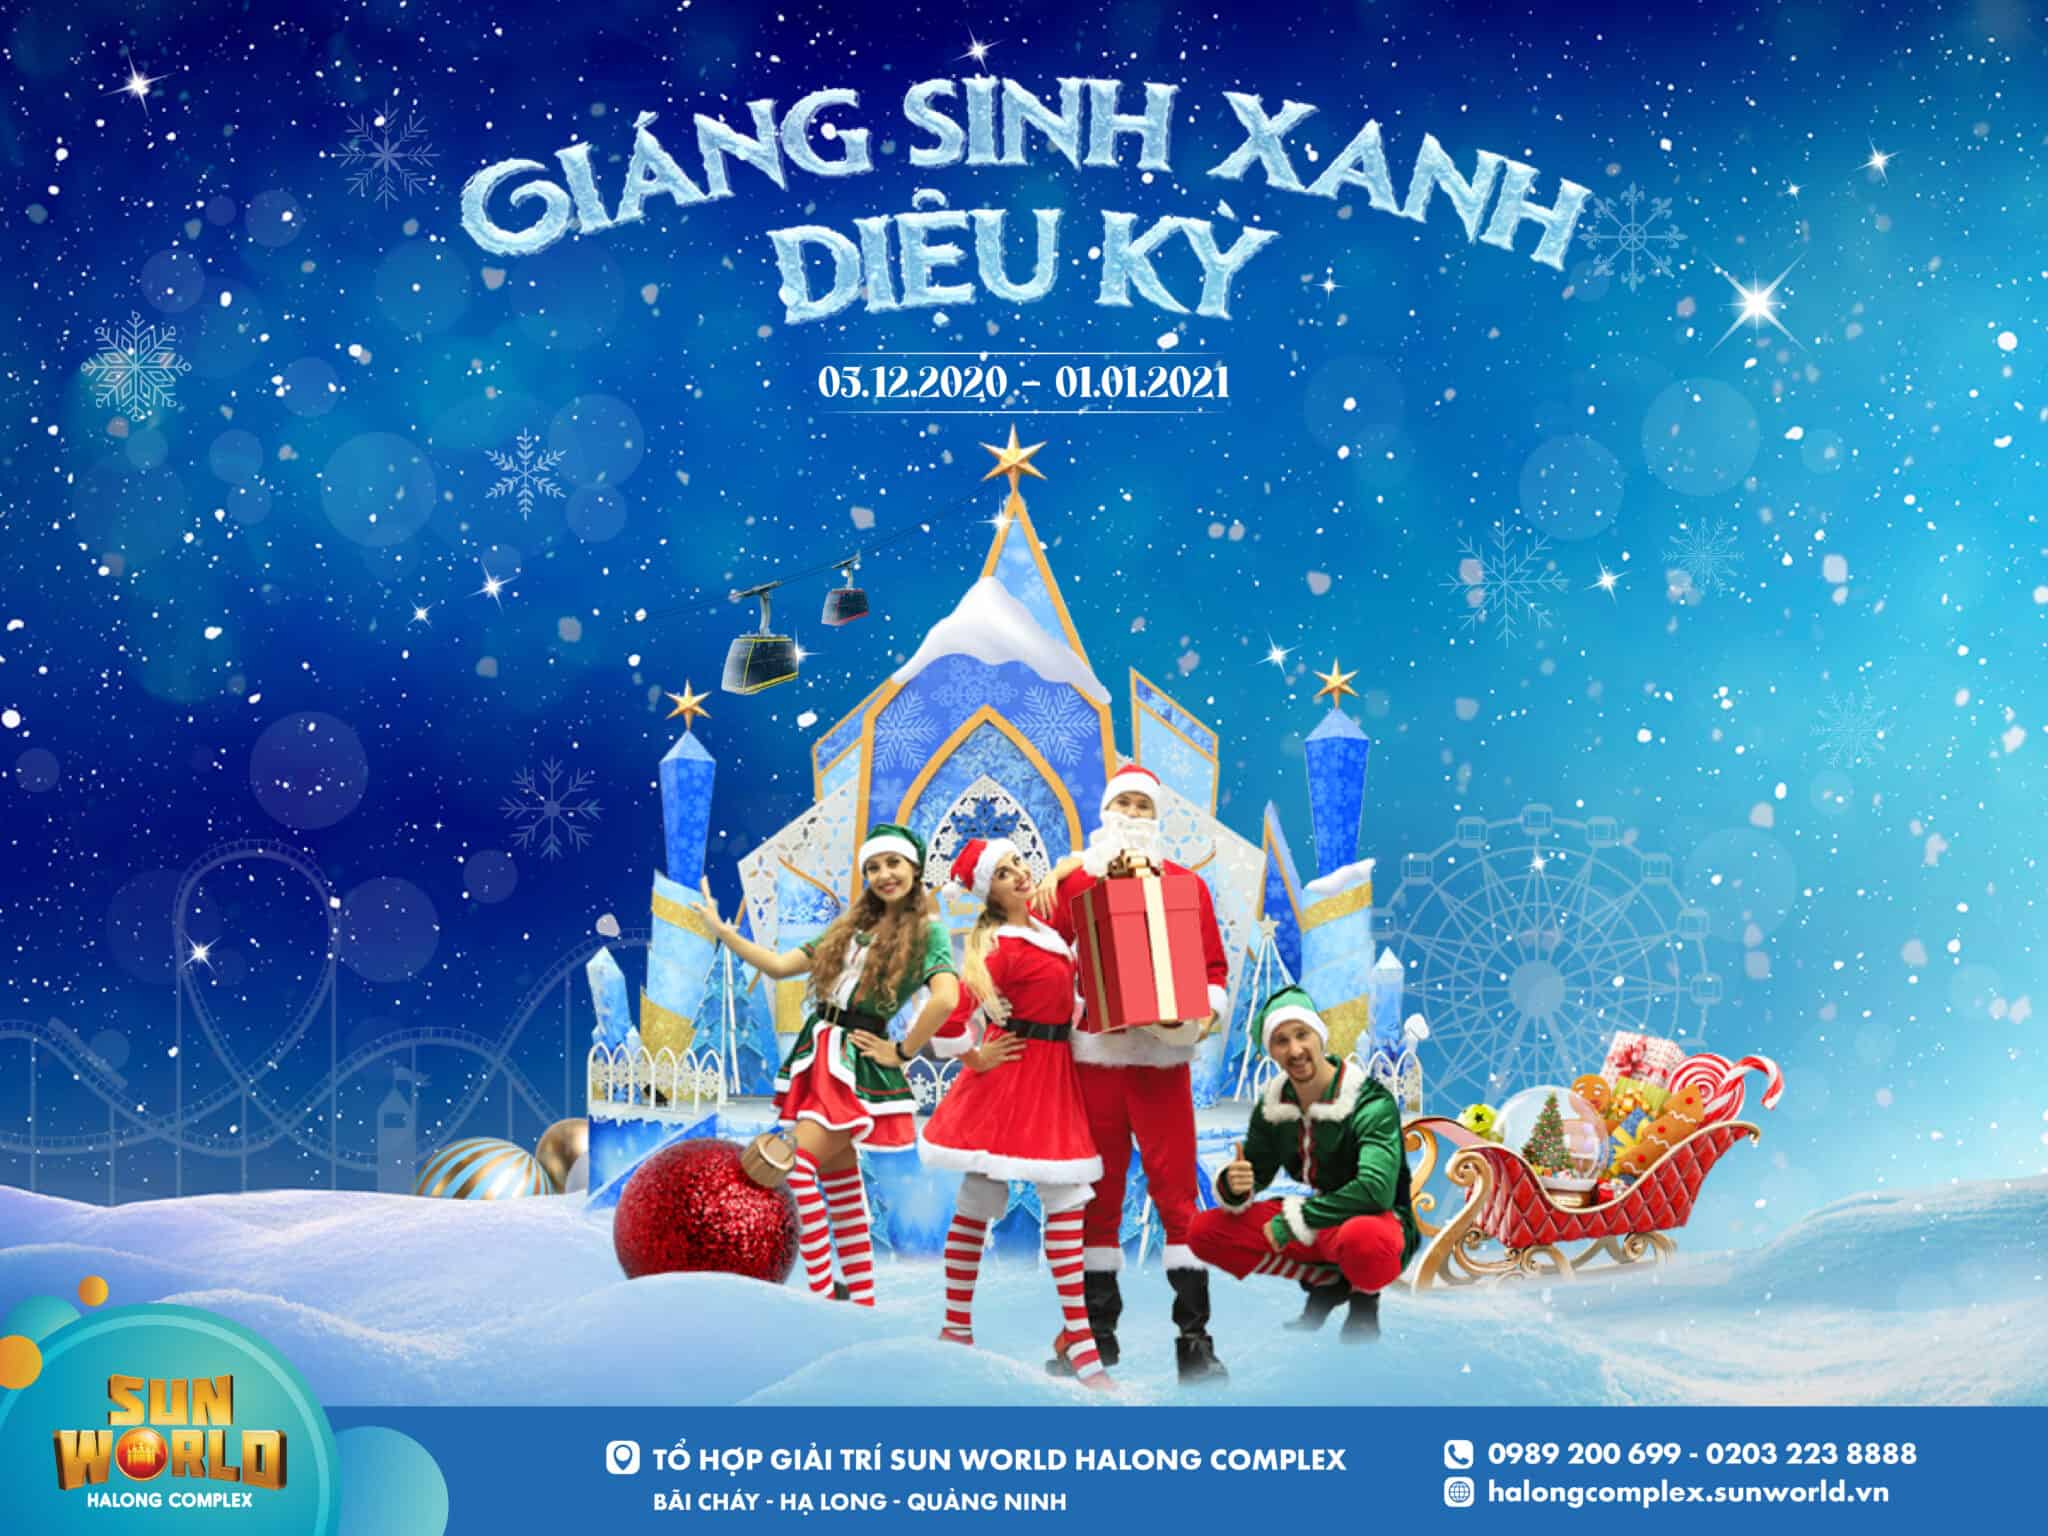 GIÁNG SINH XANH
DIỆU KỲ
05.12.2020 - 01.01.2021
SUN
WORLD
HALONG COMPLEX
TỔ HỢP GIẢI TRÍ SUN WORLD HALONG COMPLEX
BÃI CHÁY - HẠ LONG - QUẢNG NINH
0989 200 699 - 0203 223 8888
halongcomplex.sunworld.vn